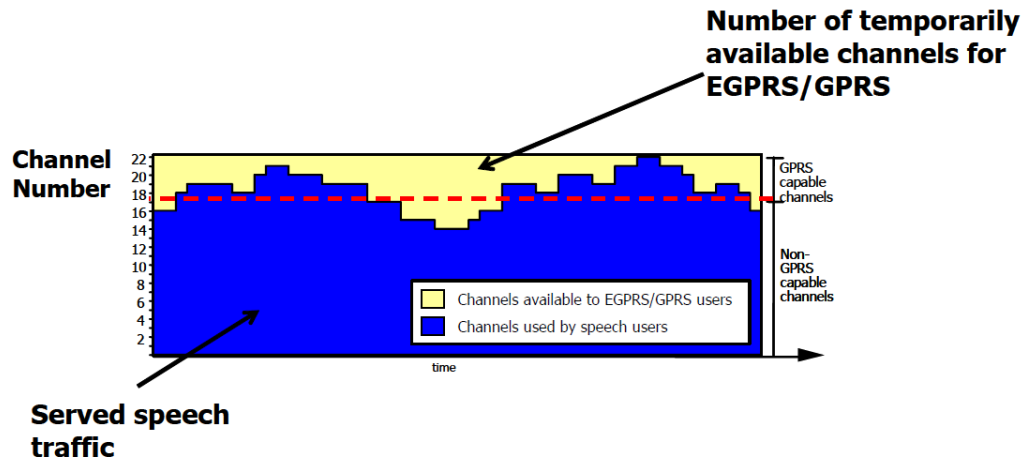 Number of temporarily
available channels for
EGPRS/GPRS
Channel
Number
22
20
18
16
14
12
10
8
6
4
2
GPRS
capable
channels
Non-
GPRS
capable
channels
Channels available to EGPRS/GPRS users
Channels used by speech users
time
Served speech
traffic